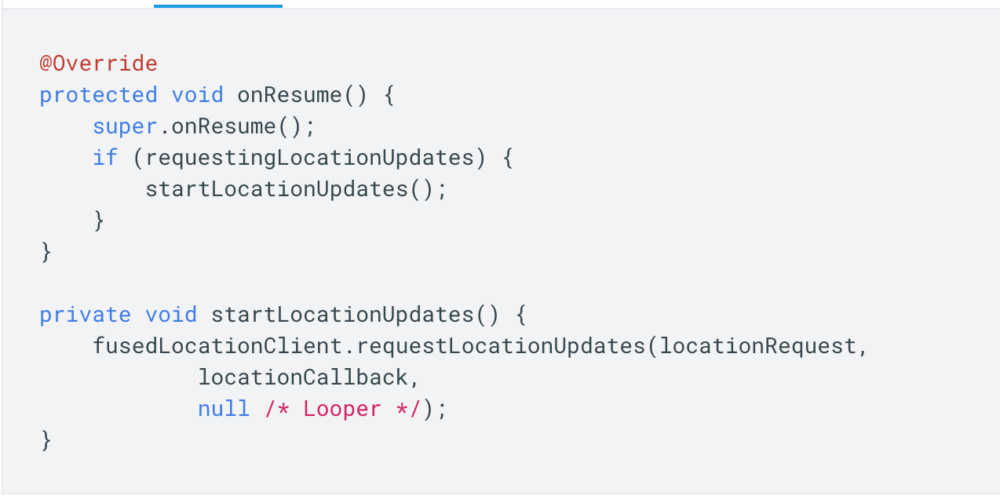 @Override
protected void onResume() {
    super.onResume();
    if (requestingLocationUpdates) {
        startLocationUpdates();
    }
}

private void startLocationUpdates() {
    fusedLocationClient.requestLocationUpdates(locationRequest,
            locationCallback,
            null /* Looper */);
}